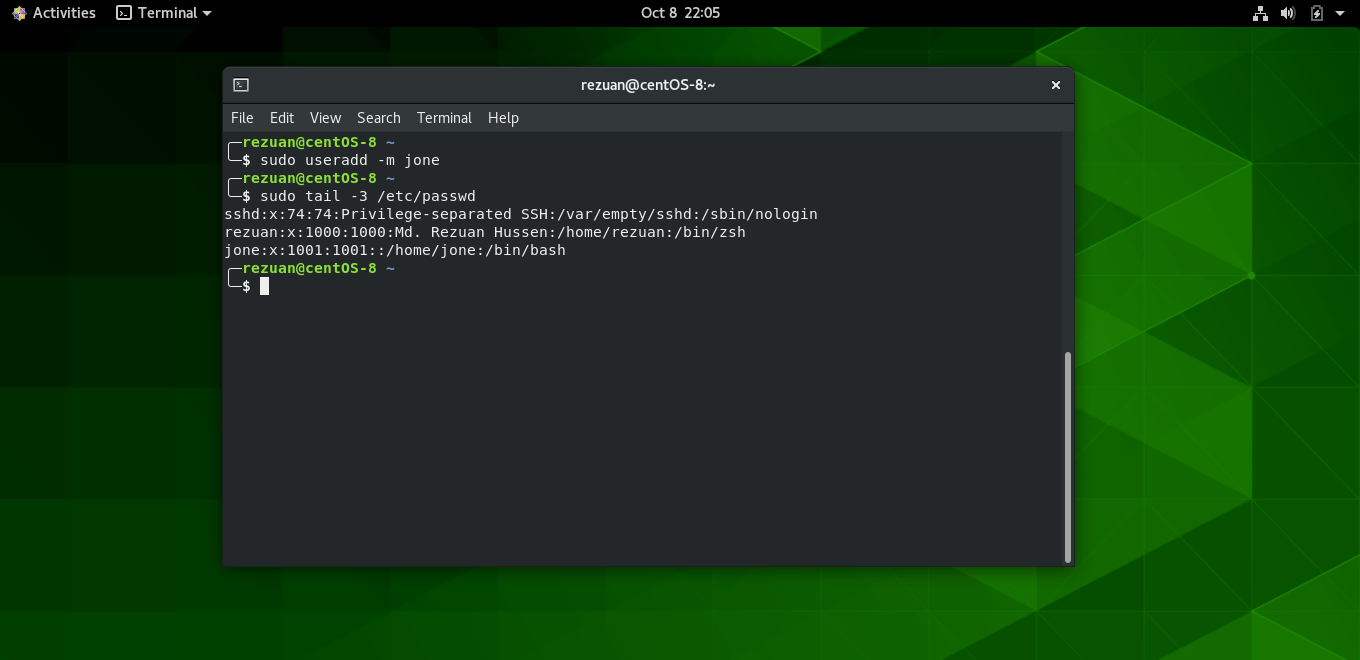 Activities Terminal Oct 8 22:05
rezuan@centOS-8:~
File Edit View Search Terminal Help
╭─rezuan@centOS-8 ~
╰─$ sudo useradd -m jone
╭─rezuan@centOS-8 ~
╰─$ sudo tail -3 /etc/passwd
sshd:x:74:74:Privilege-separated SSH:/var/empty/sshd:/sbin/nologin
rezuan:x:1000:1000:Md. Rezuan Hussen:/home/rezuan:/bin/zsh
jone:x:1001:1001::/home/jone:/bin/bash
╭─rezuan@centOS-8 ~
╰─$